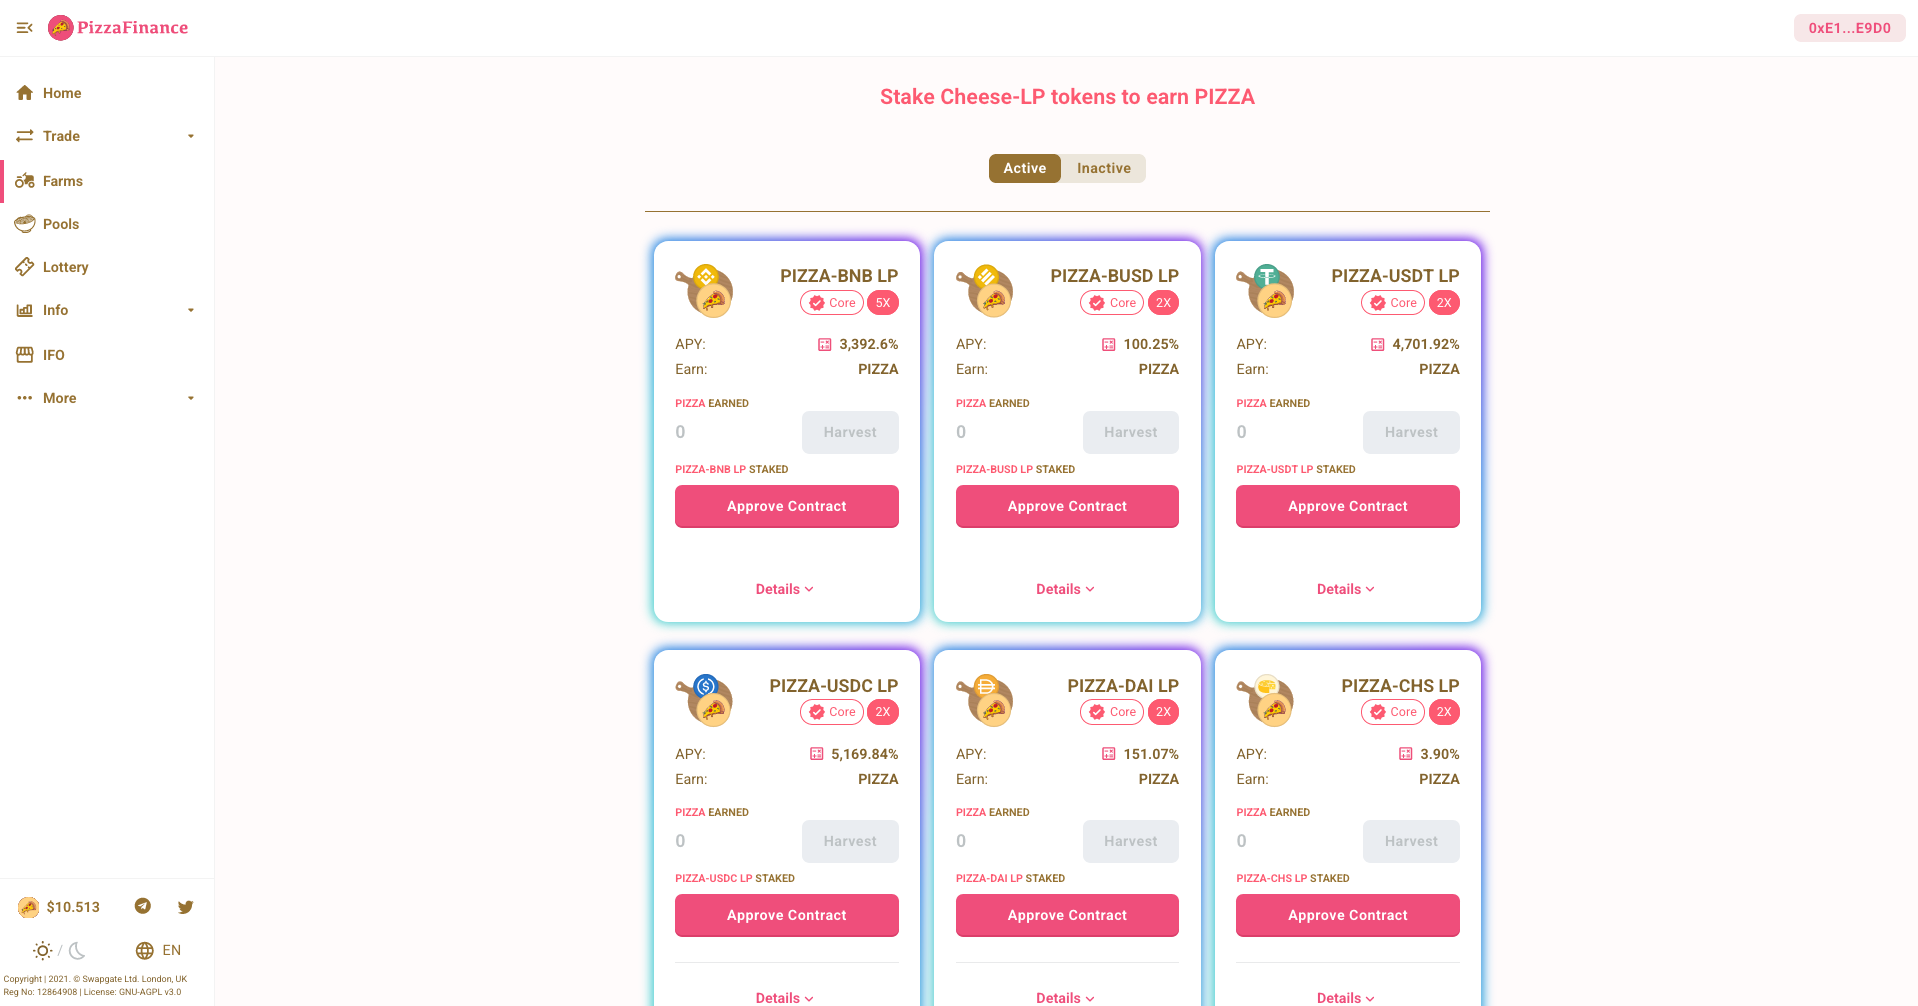 PizzaFinance
0xE1...E9D0
Home
Trade
Farms
Pools
Lottery
Info
IFO
More
$10.513
/
EN
Copyright | 2021. © Swapgate Ltd. London, UK
Reg No: 12864908 | License: GNU-AGPL v3.0
Stake Cheese-LP tokens to earn PIZZA
Active Inactive
PIZZA-BNB LP
Core 5X
APY: 3,392.6%
Earn: PIZZA
PIZZA EARNED
0 Harvest
PIZZA-BNB LP STAKED
Approve Contract
Details
PIZZA-BUSD LP
Core 2X
APY: 100.25%
Earn: PIZZA
PIZZA EARNED
0 Harvest
PIZZA-BUSD LP STAKED
Approve Contract
Details
PIZZA-USDT LP
Core 2X
APY: 4,701.92%
Earn: PIZZA
PIZZA EARNED
0 Harvest
PIZZA-USDT LP STAKED
Approve Contract
Details
PIZZA-USDC LP
Core 2X
APY: 5,169.84%
Earn: PIZZA
PIZZA EARNED
0 Harvest
PIZZA-USDC LP STAKED
Approve Contract
Details
PIZZA-DAI LP
Core 2X
APY: 151.07%
Earn: PIZZA
PIZZA EARNED
0 Harvest
PIZZA-DAI LP STAKED
Approve Contract
Details
PIZZA-CHS LP
Core 2X
APY: 3.90%
Earn: PIZZA
PIZZA EARNED
0 Harvest
PIZZA-CHS LP STAKED
Approve Contract
Details